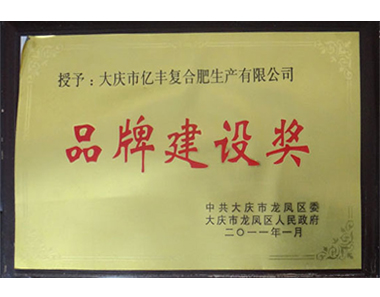 授予：大庆市亿丰复合肥生产有限公司
品牌建设奖
中共大庆市龙凤区委
大庆市龙凤区人民政府
二〇一一年一月